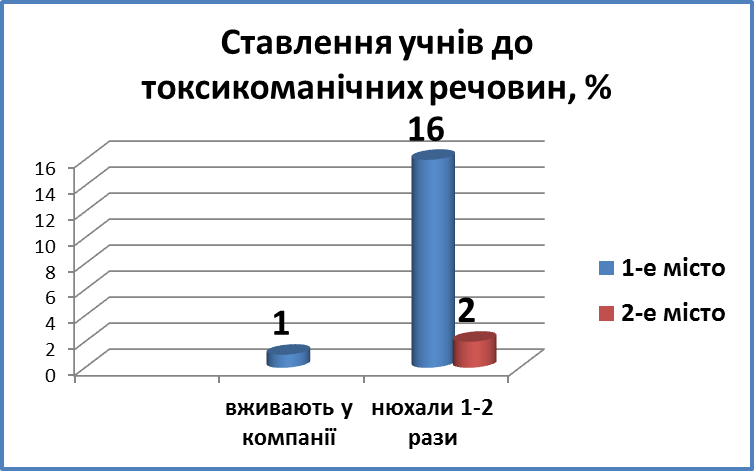 Ставлення учнів до
токсикоманічних речовин, %
16
14
12
10
8
6
4
2
0
1
16
2
вживають у
компанії
нюхали 1-2
рази
1-е місто
2-е місто